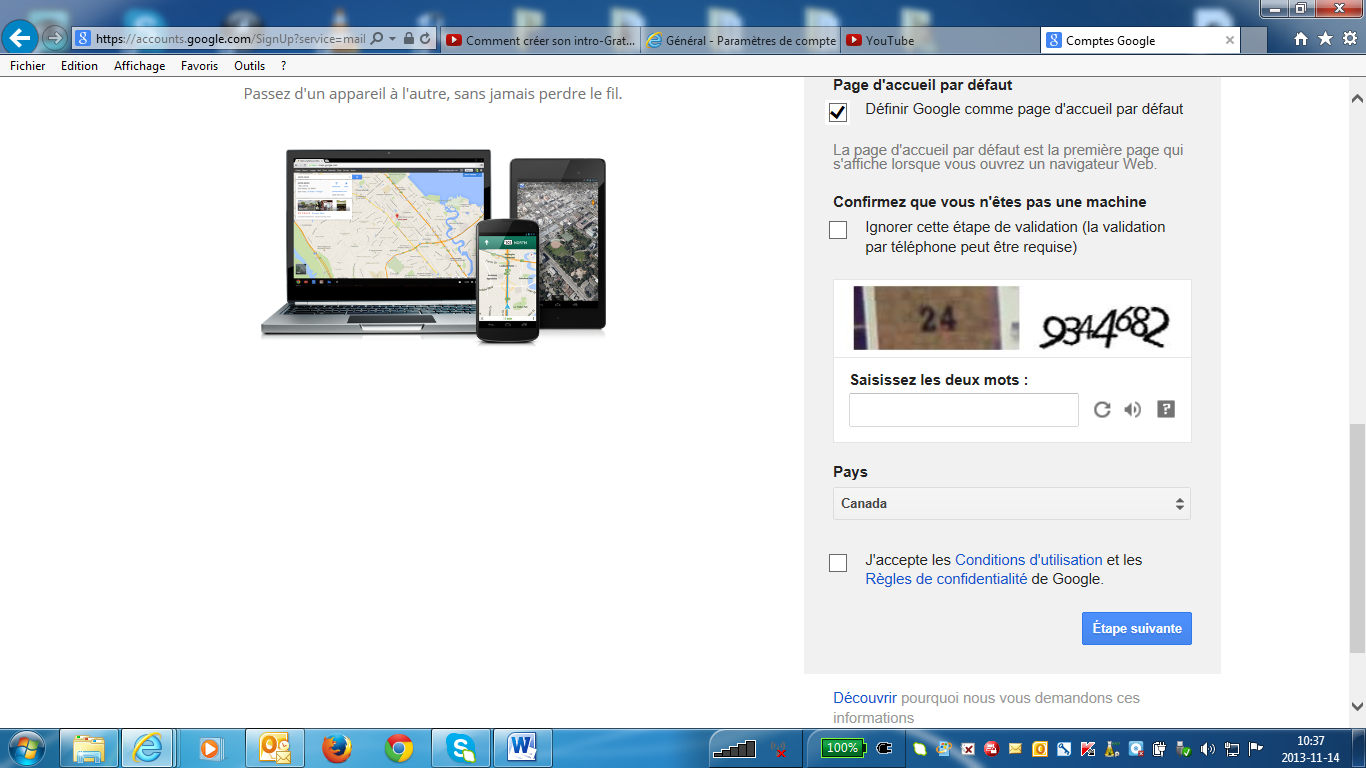 https://accounts.google.com/SignUp?service=mail
Comment créer son intro-Grat...
Général - Paramètres de compte
YouTube
Comptes Google
Fichier Edition Affichage Favoris Outils ?
Passez d'un appareil à l'autre, sans jamais perdre le fil.
NORTH
Page d'accueil par défaut
Définir Google comme page d'accueil par défaut
La page d'accueil par défaut est la première page qui
s'affiche lorsque vous ouvrez un navigateur Web.
Confirmez que vous n'êtes pas une machine
Ignorer cette étape de validation (la validation
par téléphone peut être requise)
24
9344682
Saisissez les deux mots :
Pays
Canada
J'accepte les Conditions d'utilisation et les
Règles de confidentialité de Google.
Étape suivante
Découvrir pourquoi nous vous demandons ces
informations
100%
10:37
2013-11-14